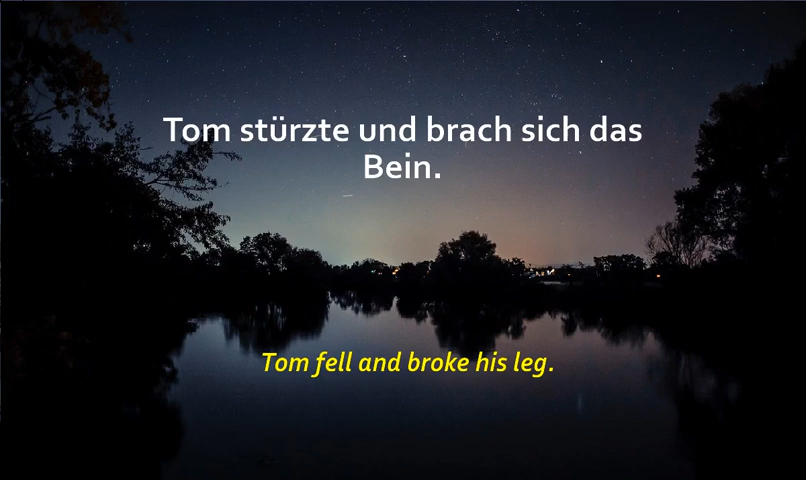 Tom stürzte und brach sich das
Bein.
Tom fell and broke his leg.